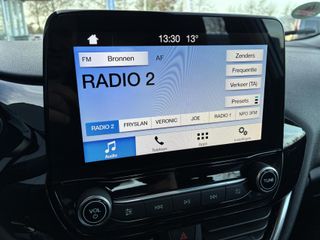 13:30 13°
FM Bronnen AF Zenders
RADIO 2
Frequentie
Verkeer (TA)
Presets
RADIO 2 FRYSLAN VERONIC JOE RADIO 1 NPO 3FM
Audio Telefoon Apps Instellingen
VOL TUNE